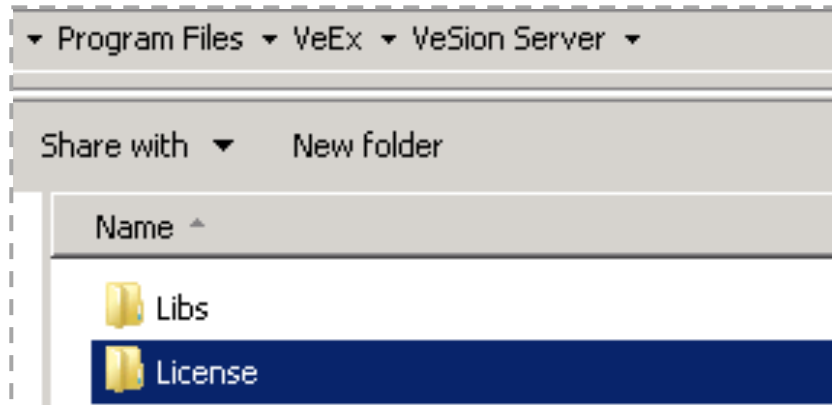 Program Files VeEx VeSion Server
Share with New folder
Name
Libs
License